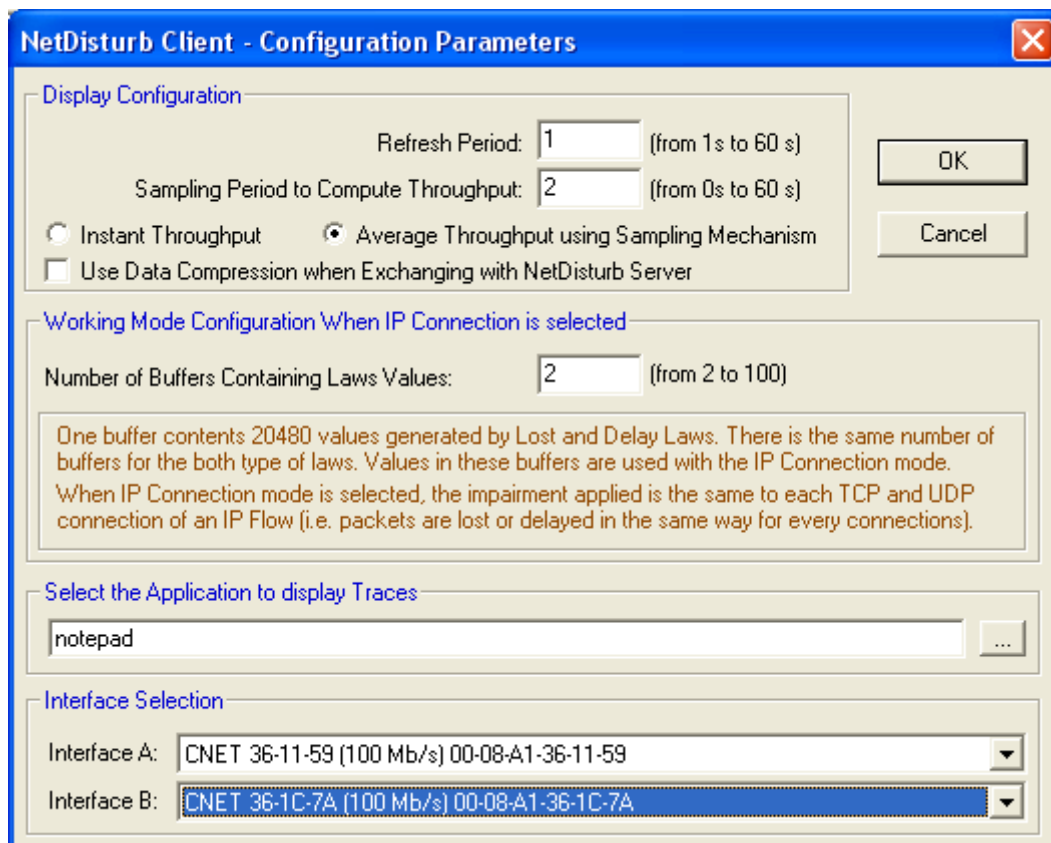 NetDisturb Client - Configuration Parameters
Display Configuration
Refresh Period: 1 (from 1s to 60 s)
OK
Sampling Period to Compute Throughput: 2 (from 0s to 60 s)
Instant Throughput Average Throughput using Sampling Mechanism
Cancel
Use Data Compression when Exchanging with NetDisturb Server
Working Mode Configuration When IP Connection is selected
Number of Buffers Containing Laws Values: 2 (from 2 to 100)
One buffer contents 20480 values generated by Lost and Delay Laws. There is the same number of
buffers for the both type of laws. Values in these buffers are used with the IP Connection mode.
When IP Connection mode is selected, the impairment applied is the same to each TCP and UDP
connection of an IP Flow (i.e. packets are lost or delayed in the same way for every connections).
Select the Application to display Traces
notepad ...
Interface Selection
Interface A: CNET 36-11-59 (100 Mb/s) 00-08-A1-36-11-59
Interface B: CNET 36-1C-7A (100 Mb/s) 00-08-A1-36-1C-7A